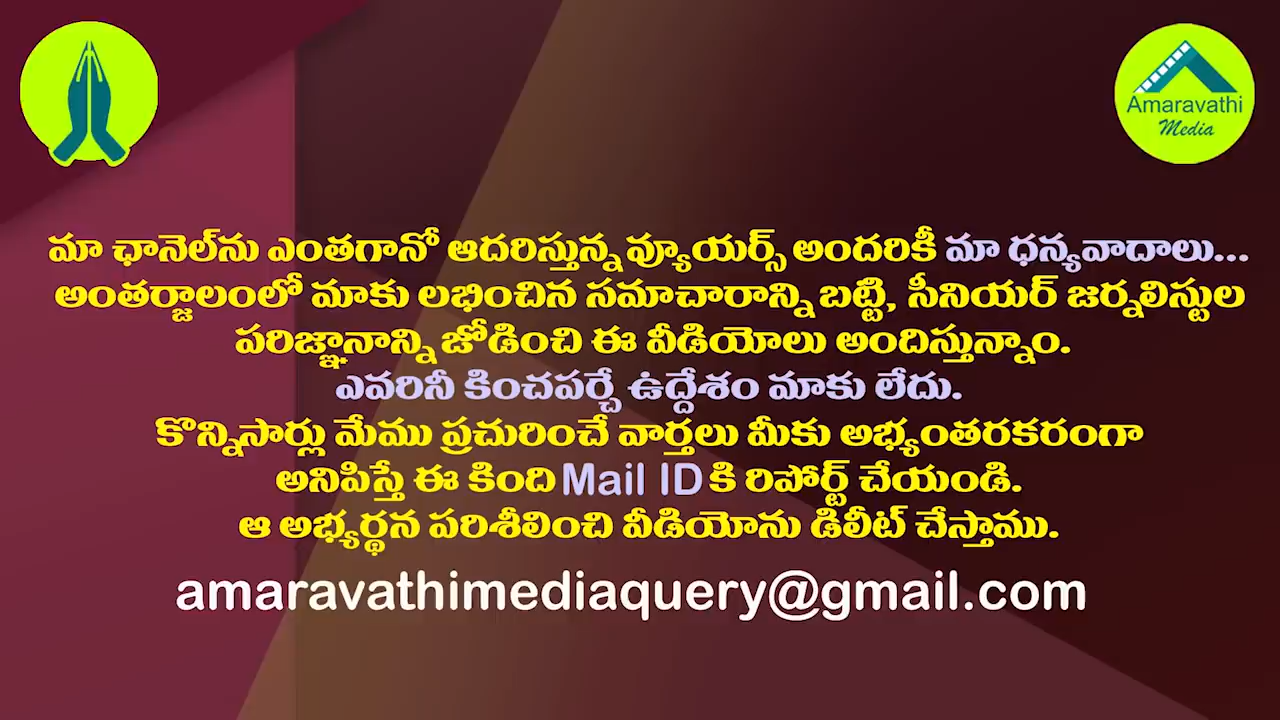 Amaravathi
Media
మా ఛానెల్‌ను ఎంతగానో ఆదరిస్తున్న వ్యూయర్స్ అందరికీ మా ధన్యవాదాలు...
అంతర్జాలంలో మాకు లభించిన సమాచారాన్ని బట్టి, సీనియర్ జర్నలిస్టుల
పరిజ్ఞానాన్ని జోడించి ఈ వీడియోలు అందిస్తున్నాం.
ఎవరినీ కించపర్చే ఉద్దేశం మాకు లేదు.
కొన్నిసార్లు మేము ప్రచురించే వార్తలు మీకు అభ్యంతరకరంగా
అనిపిస్తే ఈ కింది Mail ID కి రిపోర్ట్ చేయండి.
ఆ అభ్యర్థన పరిశీలించి వీడియోను డిలీట్ చేస్తాము.
amaravathimediaquery@gmail.com